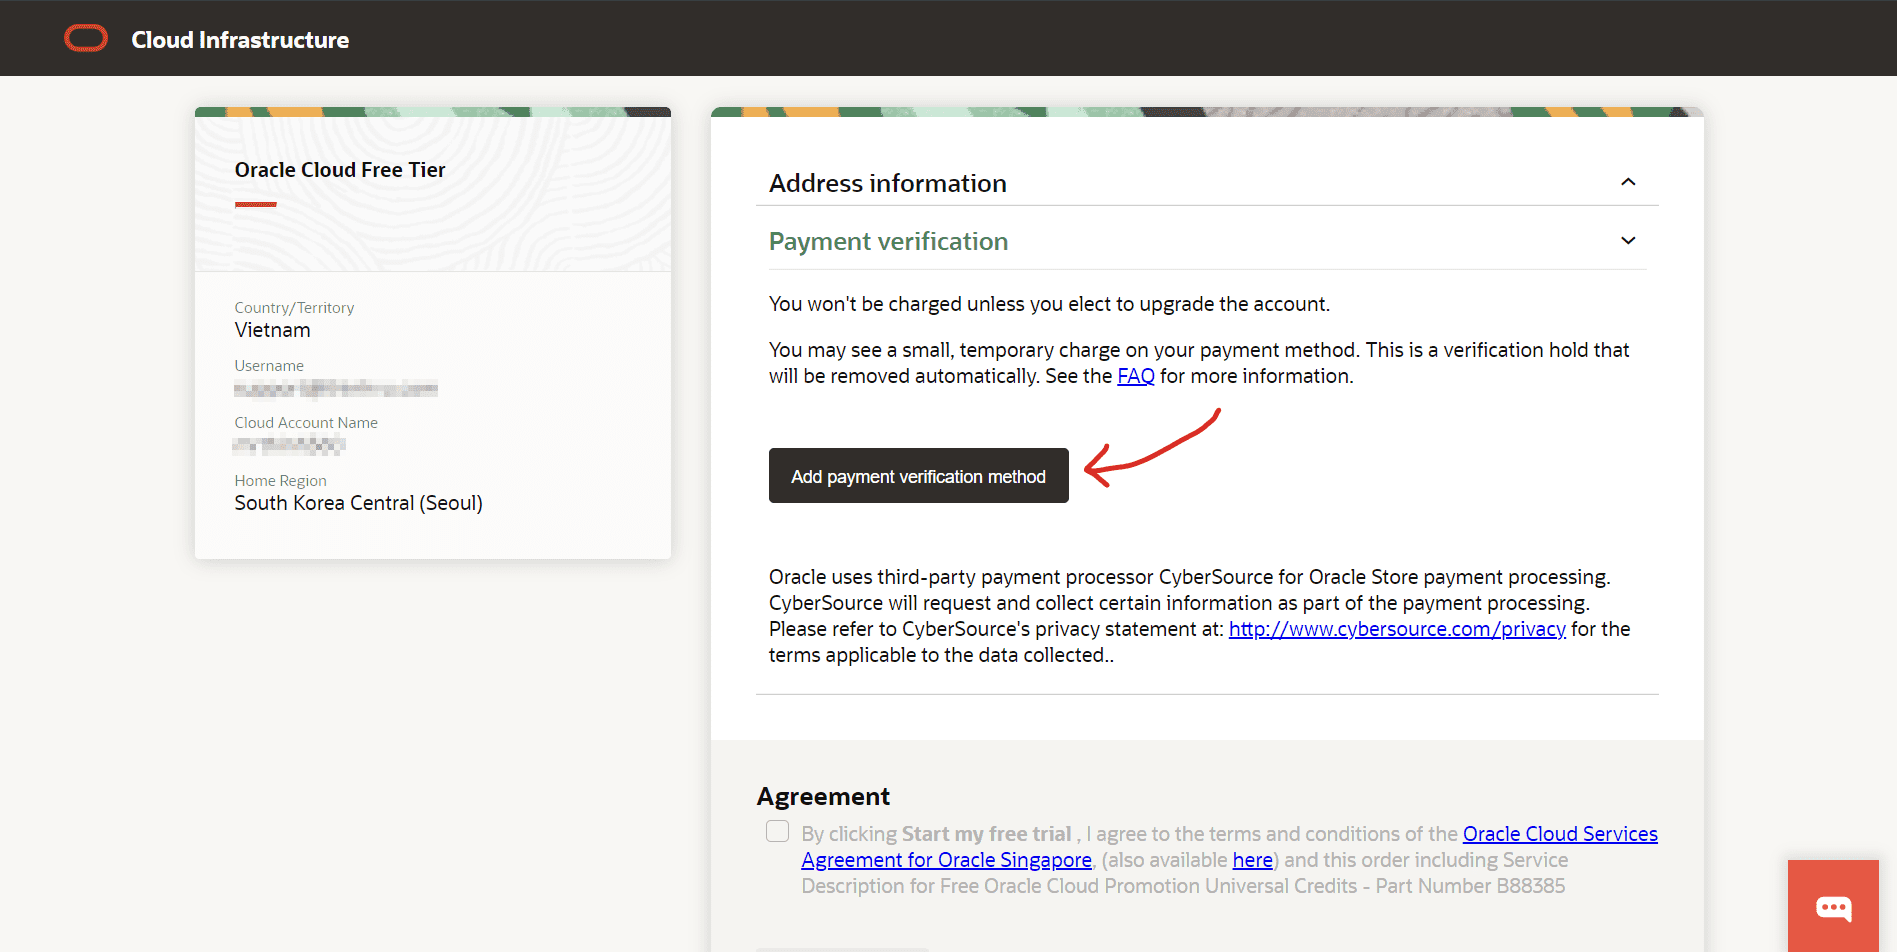 Cloud Infrastructure
Oracle Cloud Free Tier
Country/Territory
Vietnam
Username
Cloud Account Name
Home Region
South Korea Central (Seoul)
Address information
Payment verification
You won't be charged unless you elect to upgrade the account.
You may see a small, temporary charge on your payment method. This is a verification hold that
will be removed automatically. See the FAQ for more information.
Add payment verification method
Oracle uses third-party payment processor CyberSource for Oracle Store payment processing.
CyberSource will request and collect certain information as part of the payment processing.
Please refer to CyberSource's privacy statement at: http://www.cybersource.com/privacy for the
terms applicable to the data collected..
Agreement
By clicking Start my free trial , I agree to the terms and conditions of the Oracle Cloud Services
Agreement for Oracle Singapore, (also available here) and this order including Service
Description for Free Oracle Cloud Promotion Universal Credits - Part Number B88385